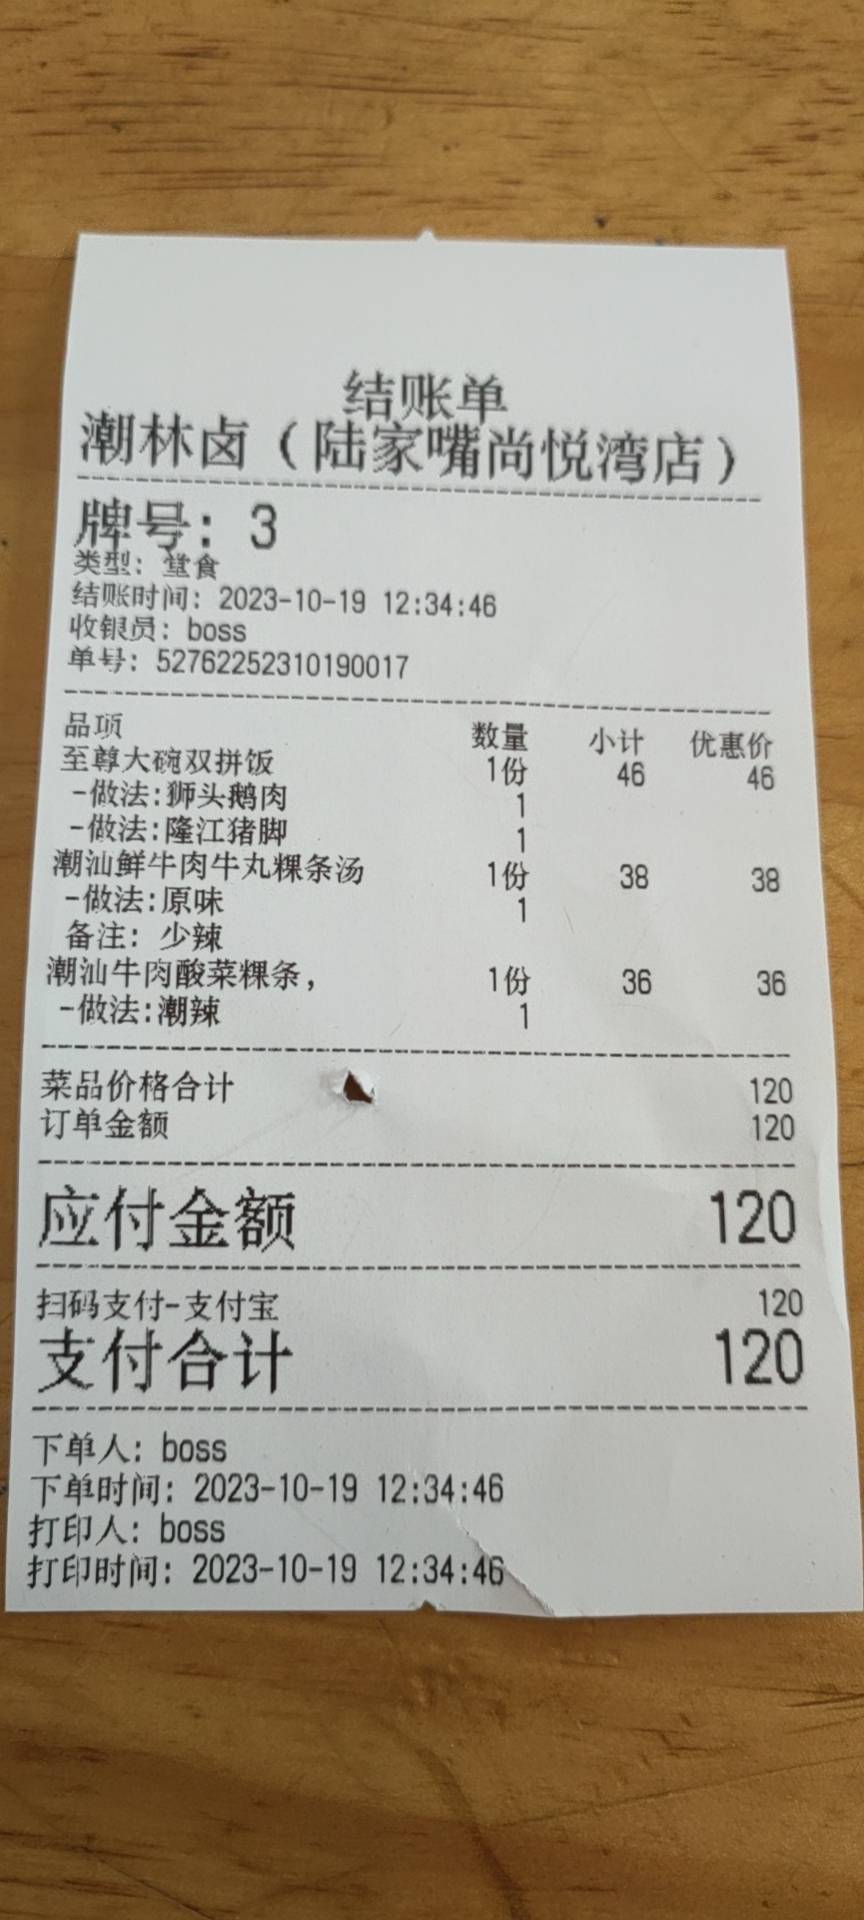 结账单
潮林卤（陆家嘴尚悦湾店）
牌号: 3
类型: 堂食
结账时间: 2023-10-19 12:34:46
收银员: boss
单号: 52762252310190017
品项 数量 小计 优惠价
至尊大碗双拼饭 1份 46 46
-做法:狮头鹅肉 1
-做法:隆江猪脚 1
潮汕鲜牛肉牛丸粿条汤 1份 38 38
-做法:原味 1
备注: 少辣
潮汕牛肉酸菜粿条, 1份 36 36
-做法:潮辣 1
菜品价格合计 120
订单金额 120
应付金额 120
扫码支付-支付宝 120
支付合计 120
下单人: boss
下单时间: 2023-10-19 12:34:46
打印人: boss
打印时间: 2023-10-19 12:34:46